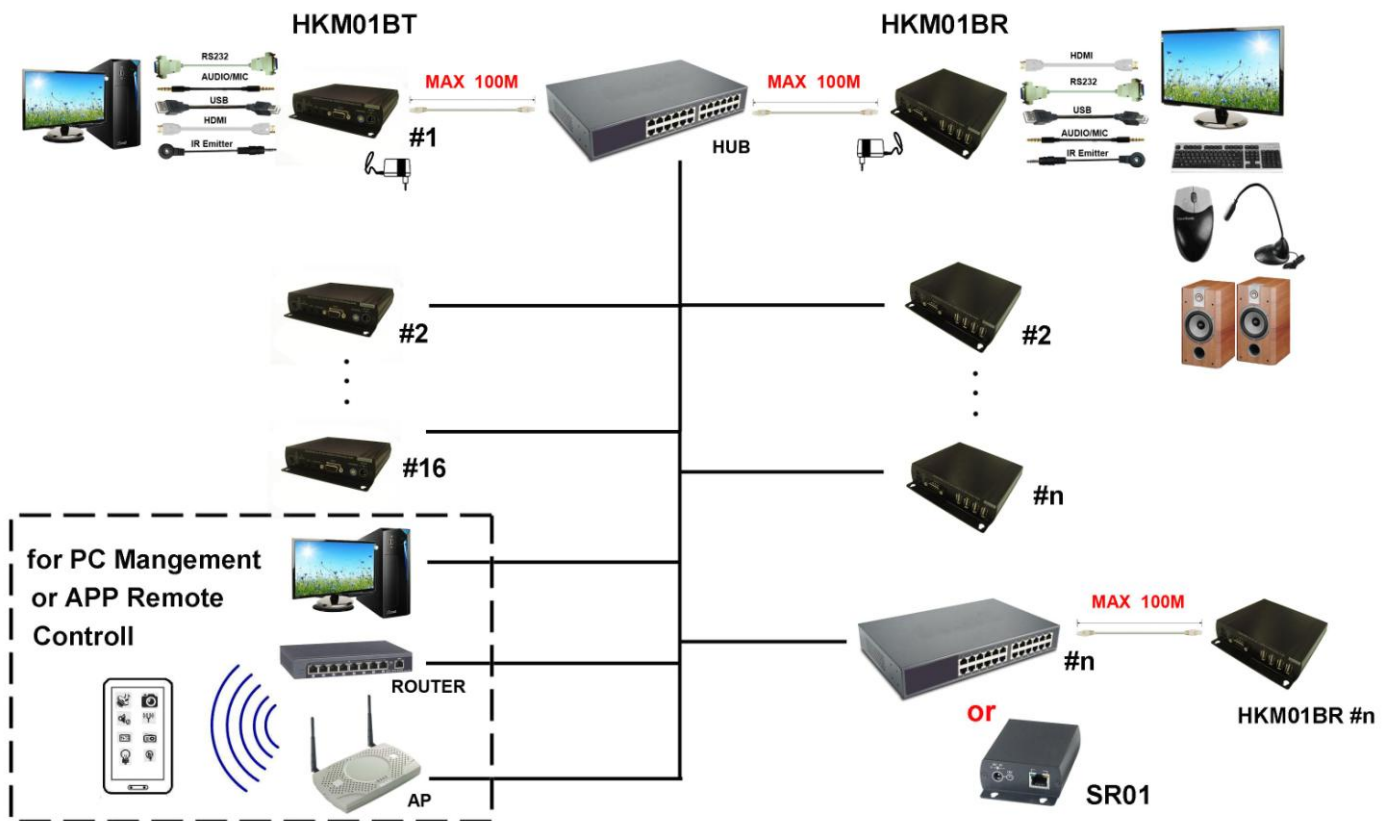 HKM01BT
HKM01BR
RS232
AUDIO/MIC
USB
HDMI
IR Emitter
#1
MAX 100M
HUB
MAX 100M
HDMI
RS232
USB
AUDIO/MIC
IR Emitter
#2
#2
#16
#n
for PC Mangement
or APP Remote
Controll
ROUTER
AP
#n
MAX 100M
HKM01BR #n
or
SR01